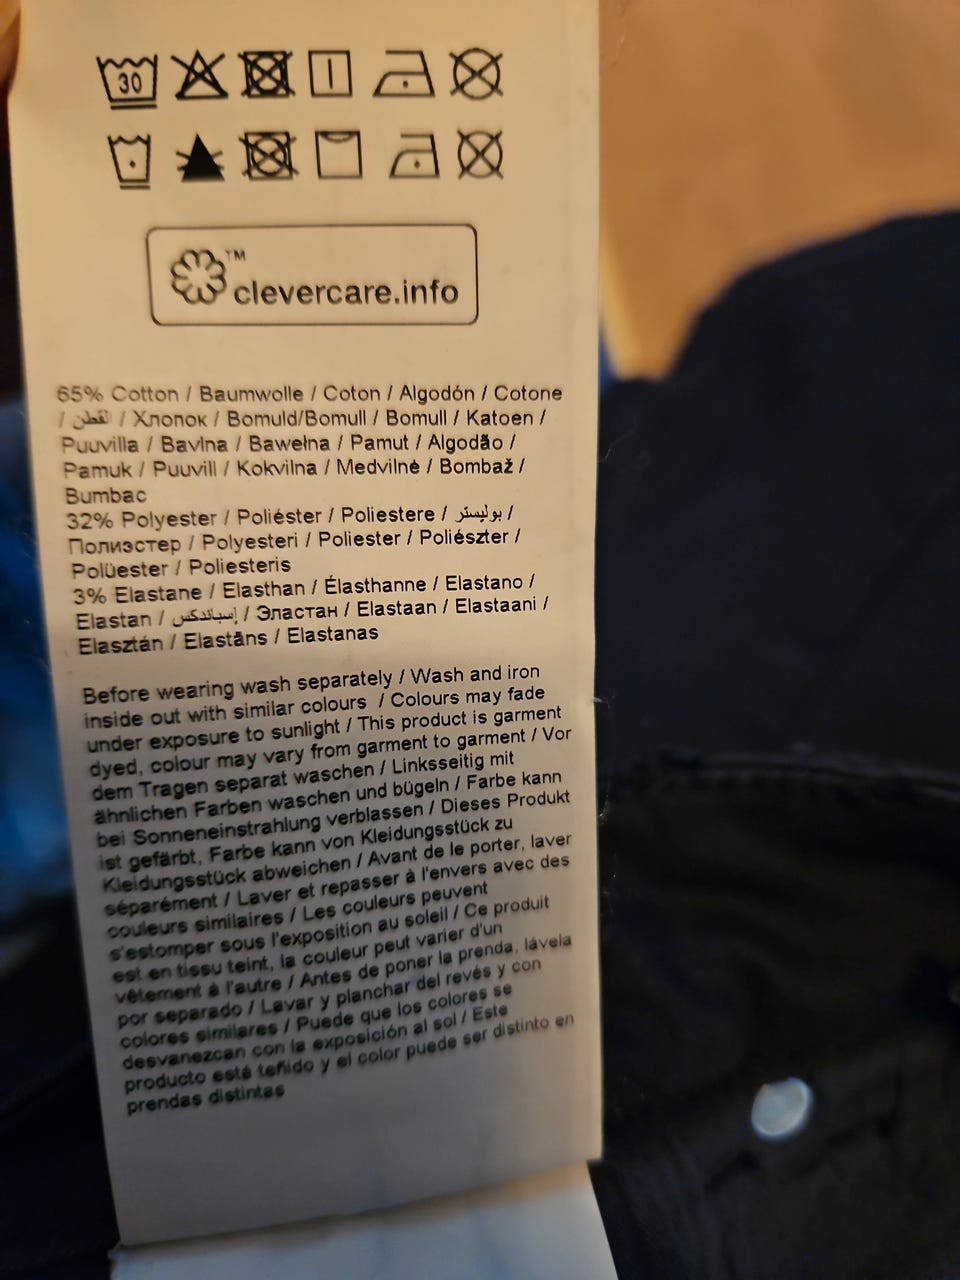 30
™
clevercare.info
65% Cotton / Baumwolle / Coton / Algodón / Cotone
/ القطن / Хлопок / Bomuld/Bomull / Bomull / Katoen /
Puuvilla / Bavlna / Bawełna / Pamut / Algodão /
Pamuk / Puuvill / Kokvilna / Medvilnė / Bombaž /
Bumbac
32% Polyester / Poliéster / Poliestere / بوليستر /
Полиэстер / Polyesteri / Poliester / Poliészter /
Polüester / Poliesteris
3% Elastane / Elasthan / Élasthanne / Elastano /
Elastan / إسباندكس / Эластан / Elastaan / Elastaani /
Elasztán / Elastāns / Elastanas
Before wearing wash separately / Wash and iron
inside out with similar colours / Colours may fade
under exposure to sunlight / This product is garment
dyed, colour may vary from garment to garment / Vor
dem Tragen separat waschen / Linksseitig mit
ähnlichen Farben waschen und bügeln / Farbe kann
bei Sonneneinstrahlung verblassen / Dieses Produkt
ist gefärbt, Farbe kann von Kleidungsstück zu
Kleidungsstück abweichen / Avant de le porter, laver
séparément / Laver et repasser à l'envers avec des
couleurs similaires / Les couleurs peuvent
s'estomper sous l'exposition au soleil / Ce produit
est en tissu teint, la couleur peut varier d'un
vêtement à l'autre / Antes de poner la prenda, lávela
por separado / Lavar y planchar del revés y con
colores similares / Puede que los colores se
desvanezcan con la exposición al sol / Este
producto está teñido y el color puede ser distinto en
prendas distintas